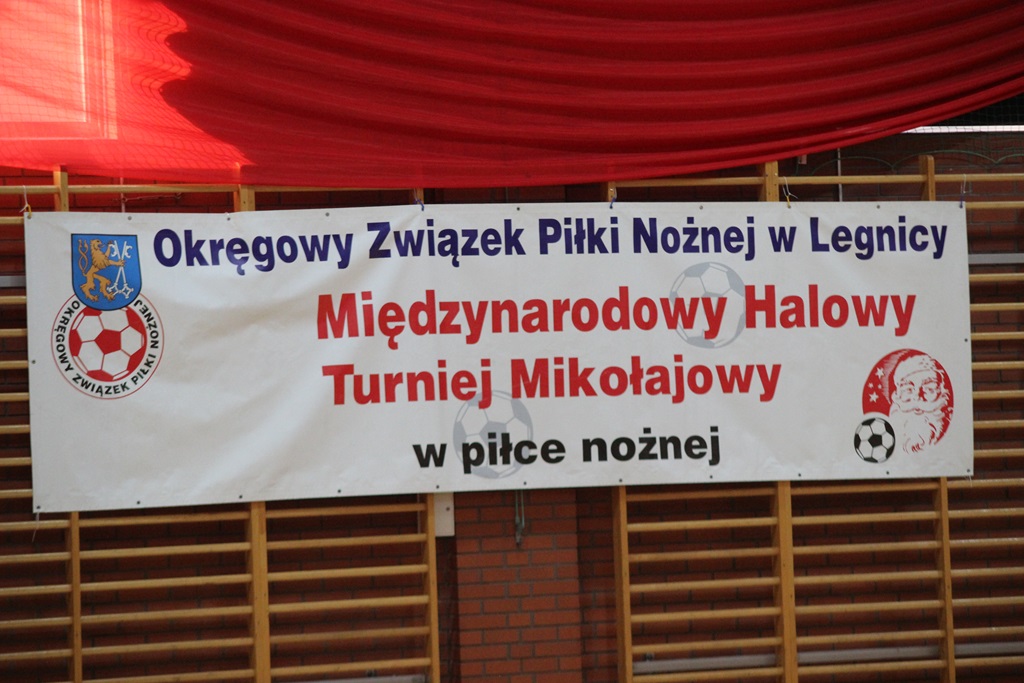 Okręgowy Związek Piłki Nożnej w Legnicy
Międzynarodowy Halowy
Turniej Mikołajowy
w piłce nożnej
OKRĘGOWY ZWIĄZEK PIŁKI NOŻNEJ